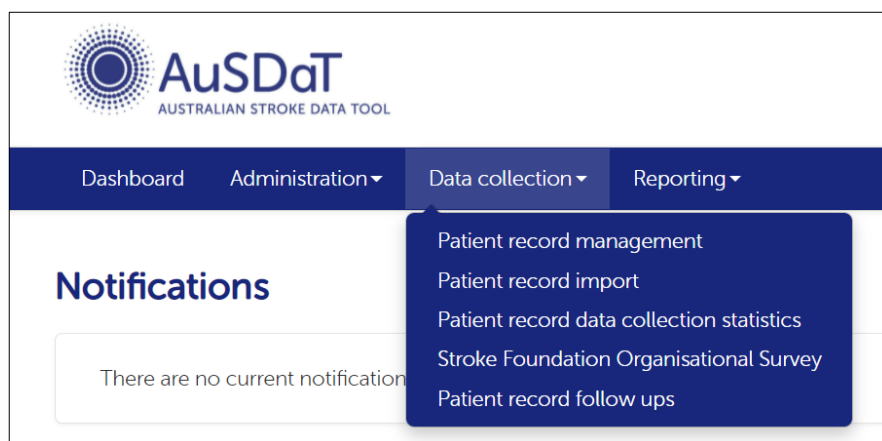 AuSDaT
AUSTRALIAN STROKE DATA TOOL
Dashboard Administration Data collection Reporting
Patient record management
Patient record import
Patient record data collection statistics
Stroke Foundation Organisational Survey
Patient record follow ups
Notifications
There are no current notification